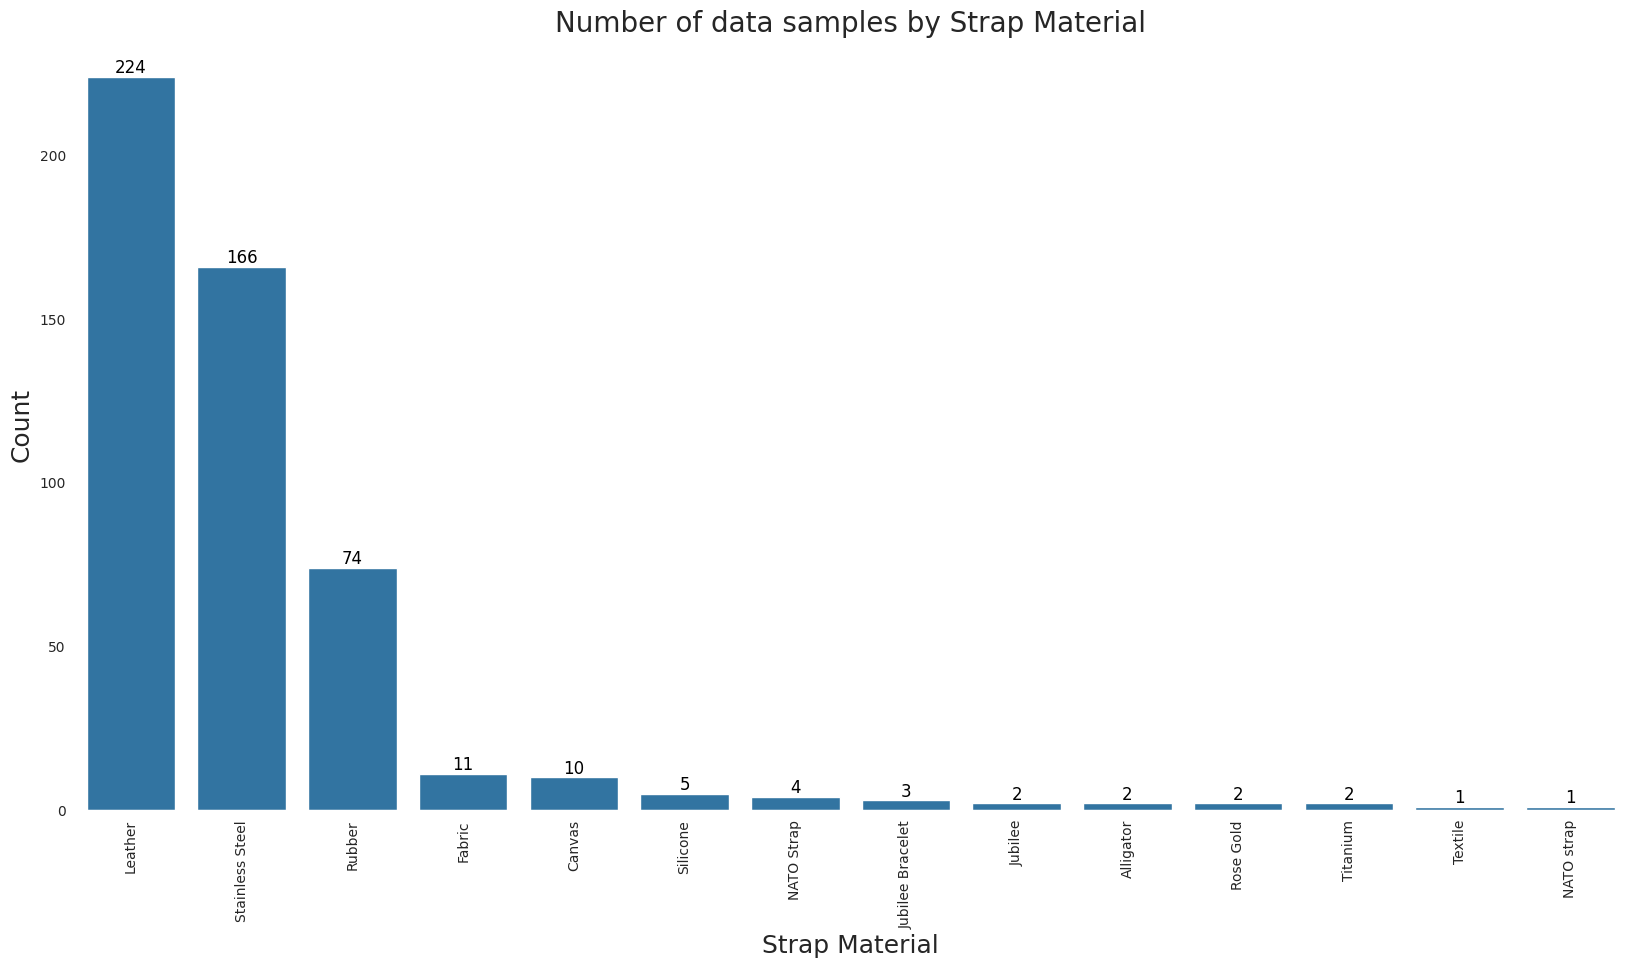 Number of data samples by Strap Material
224
166
74
11
10
5
4
3
2
2
2
2
1
1
200
150
100
50
0
Count
Leather
Stainless Steel
Rubber
Fabric
Canvas
Silicone
NATO Strap
Jubilee Bracelet
Jubilee
Alligator
Rose Gold
Titanium
Textile
NATO strap
Strap Material